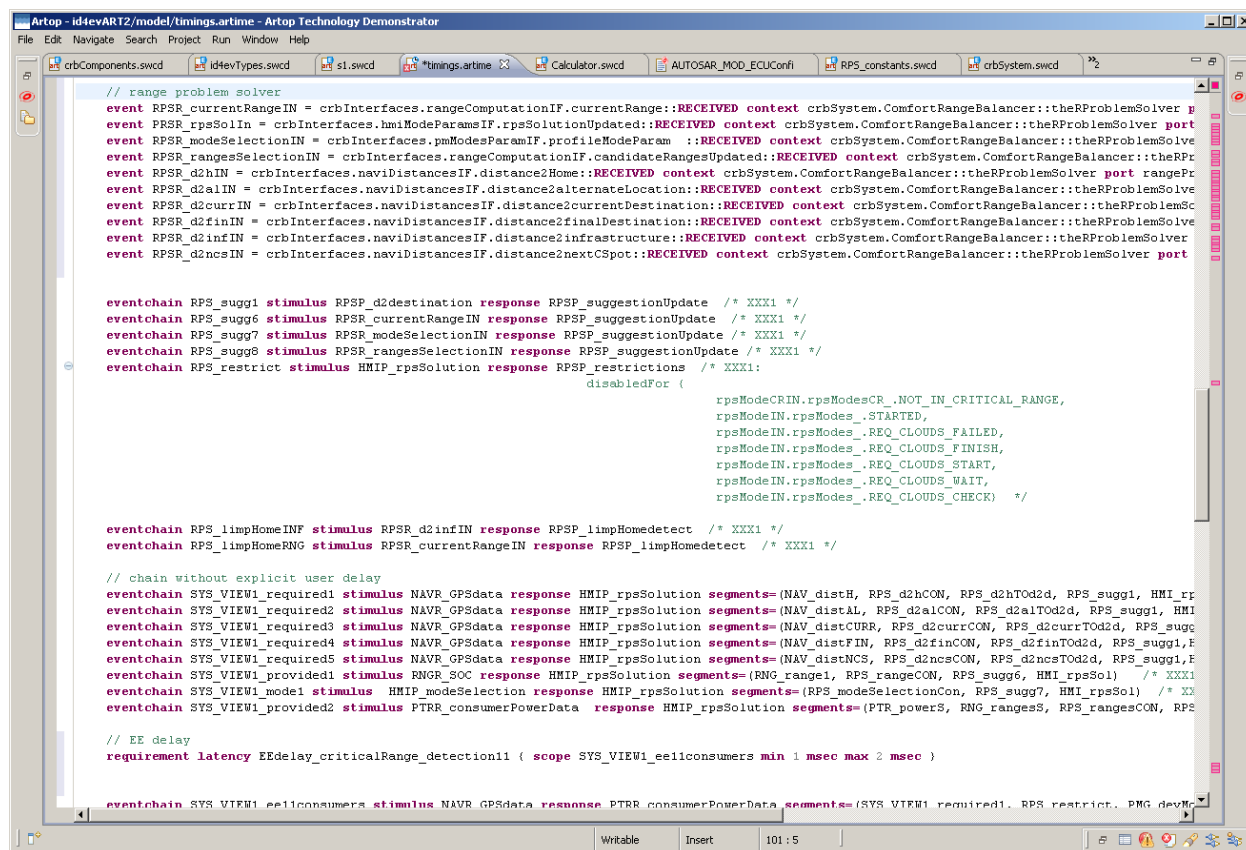 Artop - id4evART2/model/timings.artime - Artop Technology Demonstrator
File Edit Navigate Search Project Run Window Help
crbComponents.swcd id4evTypes.swcd s1.swcd *timings.artime Calculator.swcd AUTOSAR_MOD_ECUConfi RPS_constants.swcd crbSystem.swcd »2
// range problem solver
event RPSR_currentRangeIN = crbInterfaces.rangeComputationIF.currentRange::RECEIVED context crbSystem.ComfortRangeBalancer::theRProblemSolver p
event PRSR_rpsSolIn = crbInterfaces.hmiModeParamsIF.rpsSolutionUpdated::RECEIVED context crbSystem.ComfortRangeBalancer::theRProblemSolver port
event RPSR_modeSelectionIN = crbInterfaces.pmModesParamIF.profileModeParam ::RECEIVED context crbSystem.ComfortRangeBalancer::theRProblemSolver
event RPSR_rangesSelectionIN = crbInterfaces.rangeComputationIF.candidateRangesUpdated::RECEIVED context crbSystem.ComfortRangeBalancer::theRPr
event RPSR_d2hIN = crbInterfaces.naviDistancesIF.distance2Home::RECEIVED context crbSystem.ComfortRangeBalancer::theRProblemSolver port rangePr
event RPSR_d2alIN = crbInterfaces.naviDistancesIF.distance2alternateLocation::RECEIVED context crbSystem.ComfortRangeBalancer::theRProblemSolve
event RPSR_d2currIN = crbInterfaces.naviDistancesIF.distance2currentDestination::RECEIVED context crbSystem.ComfortRangeBalancer::theRProblemSo
event RPSR_d2finIN = crbInterfaces.naviDistancesIF.distance2finalDestination::RECEIVED context crbSystem.ComfortRangeBalancer::theRProblemSolve
event RPSR_d2infIN = crbInterfaces.naviDistancesIF.distance2infrastructure::RECEIVED context crbSystem.ComfortRangeBalancer::theRProblemSolver
event RPSR_d2ncsIN = crbInterfaces.naviDistancesIF.distance2nextCSpot::RECEIVED context crbSystem.ComfortRangeBalancer::theRProblemSolver port
eventchain RPS_sugg1 stimulus RPSP_d2destination response RPSP_suggestionUpdate /* XXX1 */
eventchain RPS_sugg6 stimulus RPSR_currentRangeIN response RPSP_suggestionUpdate /* XXX1 */
eventchain RPS_sugg7 stimulus RPSR_modeSelectionIN response RPSP_suggestionUpdate /* XXX1 */
eventchain RPS_sugg8 stimulus RPSR_rangesSelectionIN response RPSP_suggestionUpdate /* XXX1 */
eventchain RPS_restrict stimulus HMIP_rpsSolution response RPSP_restrictions /* XXX1:
disabledFor (
rpsModeCRIN.rpsModesCR_.NOT_IN_CRITICAL_RANGE,
rpsModeIN.rpsModes_.STARTED,
rpsModeIN.rpsModes_.REQ_CLOUDS_FAILED,
rpsModeIN.rpsModes_.REQ_CLOUDS_FINISH,
rpsModeIN.rpsModes_.REQ_CLOUDS_START,
rpsModeIN.rpsModes_.REQ_CLOUDS_WAIT,
rpsModeIN.rpsModes_.REQ_CLOUDS_CHECK) */
eventchain RPS_limpHomeINF stimulus RPSR_d2infIN response RPSP_limpHomedetect /* XXX1 */
eventchain RPS_limpHomeRNG stimulus RPSR_currentRangeIN response RPSP_limpHomedetect /* XXX1 */
// chain without explicit user delay
eventchain SYS_VIEW1_required1 stimulus NAVR_GPSdata response HMIP_rpsSolution segments=(NAV_distH, RPS_d2hCON, RPS_d2hTOd2d, RPS_sugg1, HMI_rp
eventchain SYS_VIEW1_required2 stimulus NAVR_GPSdata response HMIP_rpsSolution segments=(NAV_distAL, RPS_d2alCON, RPS_d2alTOd2d, RPS_sugg1, HMI
eventchain SYS_VIEW1_required3 stimulus NAVR_GPSdata response HMIP_rpsSolution segments=(NAV_distCURR, RPS_d2currCON, RPS_d2currTOd2d, RPS_sugg
eventchain SYS_VIEW1_required4 stimulus NAVR_GPSdata response HMIP_rpsSolution segments=(NAV_distFIN, RPS_d2finCON, RPS_d2finTOd2d, RPS_sugg1,H
eventchain SYS_VIEW1_required5 stimulus NAVR_GPSdata response HMIP_rpsSolution segments=(NAV_distNCS, RPS_d2ncsCON, RPS_d2ncsTOd2d, RPS_sugg1,H
eventchain SYS_VIEW1_provided1 stimulus RNGR_SOC response HMIP_rpsSolution segments=(RNG_range1, RPS_rangeCON, RPS_sugg6, HMI_rpsSol) /* XXX1
eventchain SYS_VIEW1_mode1 stimulus HMIP_modeSelection response HMIP_rpsSolution segments=(RPS_modeSelectionCon, RPS_sugg7, HMI_rpsSol) /* XX
eventchain SYS_VIEW1_provided2 stimulus PTRR_consumerPowerData response HMIP_rpsSolution segments=(PTR_powerS, RNG_rangesS, RPS_rangesCON, RPS
// EE delay
requirement latency EEdelay_criticalRange_detection11 { scope SYS_VIEW1_ee11consumers min 1 msec max 2 msec }
eventchain SYS_VIEW1_ee11consumers stimulus NAVR_GPSdata response PTRR_consumerPowerData segments=(SYS_VIEW1_required1, RPS_restrict, PMG_devMo
Writable Insert 101 : 5